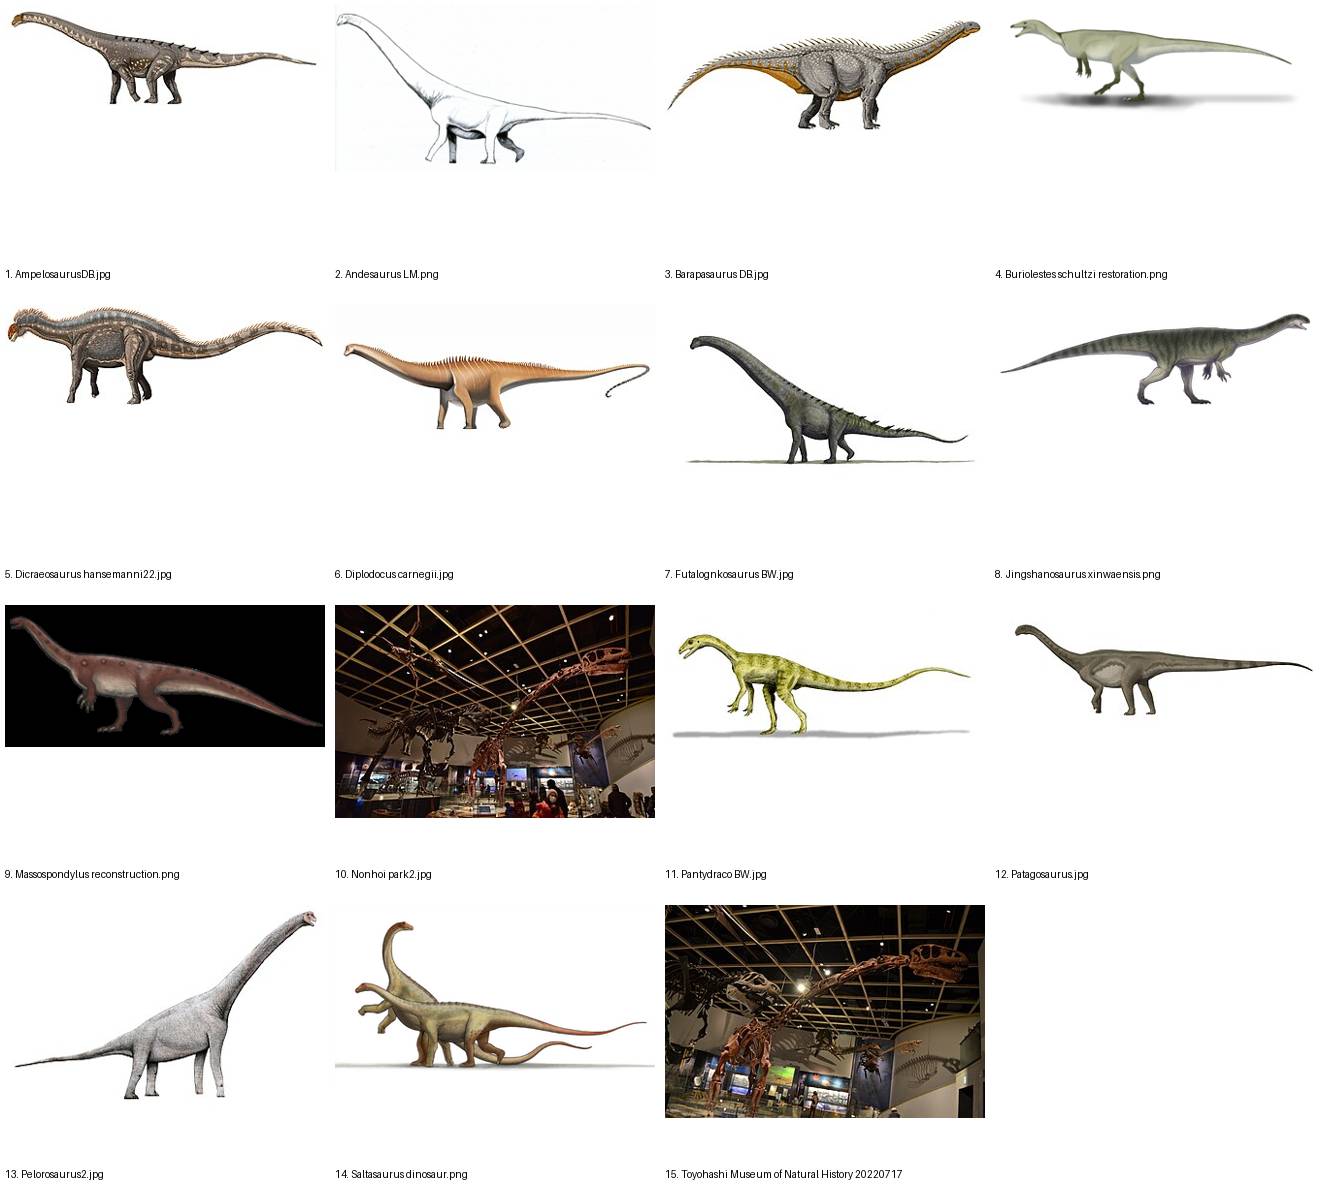 1. AmpelosaurusDB.jpg
2. Andesaurus LM.png
3. Barapasaurus DB.jpg
4. Buriolestes schultzi restoration.png
5. Dicraeosaurus hansemanni22.jpg
6. Diplodocus carnegii.jpg
7. Futalognkosaurus BW.jpg
8. Jingshanosaurus xinwaensis.png
9. Massospondylus reconstruction.png
10. Nonhoi park2.jpg
11. Pantydraco BW.jpg
12. Patagosaurus.jpg
13. Pelorosaurus2.jpg
14. Saltasaurus dinosaur.png
15. Toyohashi Museum of Natural History 20220717